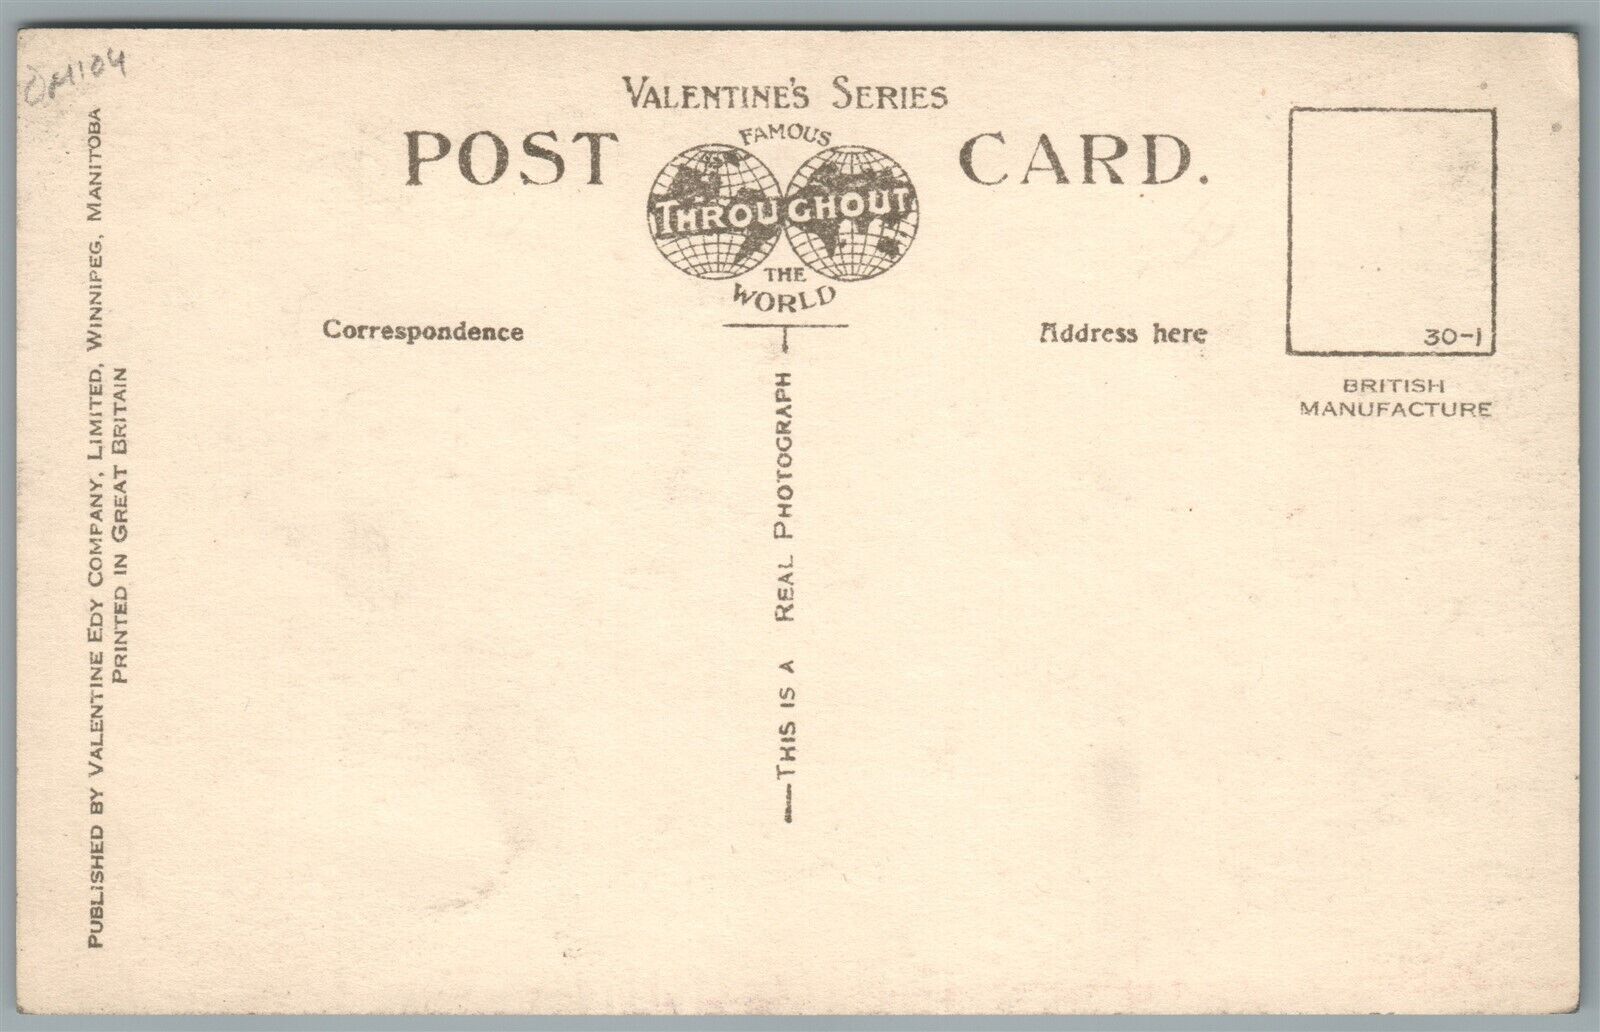 VALENTINE'S SERIES
POST CARD.
FAMOUS
THROUGHOUT
THE
WORLD
Correspondence
Address here
30-1
BRITISH
MANUFACTURE
THIS IS A REAL PHOTOGRAPH
PUBLISHED BY VALENTINE EDY COMPANY, LIMITED, WINNIPEG, MANITOBA
PRINTED IN GREAT BRITAIN